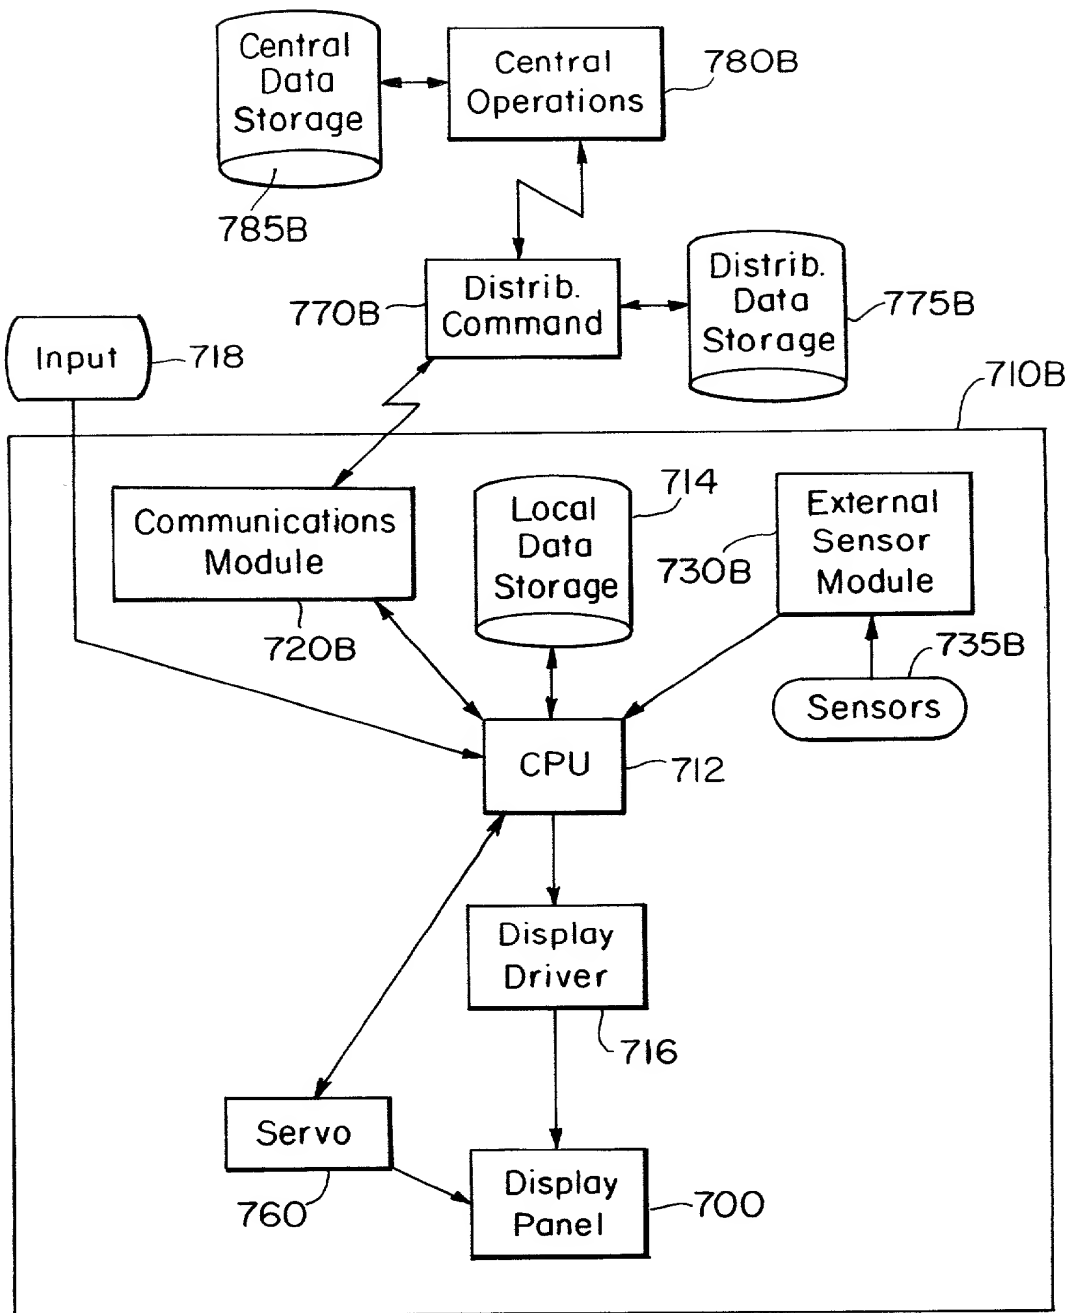 Central
Data
Storage
785B
Central
Operations
780B
Distrib.
Command
770B
Distrib.
Data
Storage
775B
Input
718
710B
Communications
Module
720B
Local
Data
Storage
714
External
Sensor
Module
730B
735B
Sensors
CPU
712
Display
Driver
716
Servo
760
Display
Panel
700